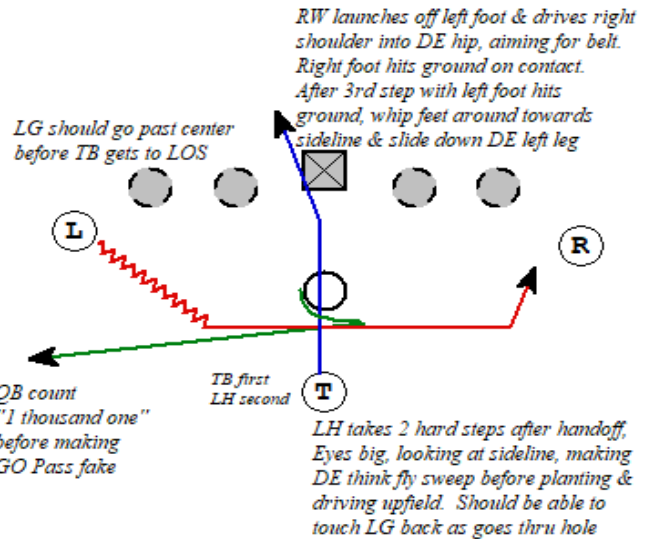 RW launches off left foot & drives right
shoulder into DE hip, aiming for belt.
Right foot hits ground on contact.
After 3rd step with left foot hits
ground, whip feet around towards
sideline & slide down DE left leg
LG should go past center
before TB gets to LOS
L
R
QB count
"1 thousand one"
before making
GO Pass fake
TB first
LH second
T
LH takes 2 hard steps after handoff,
Eyes big, looking at sideline, making
DE think fly sweep before planting &
driving upfield. Should be able to
touch LG back as goes thru hole